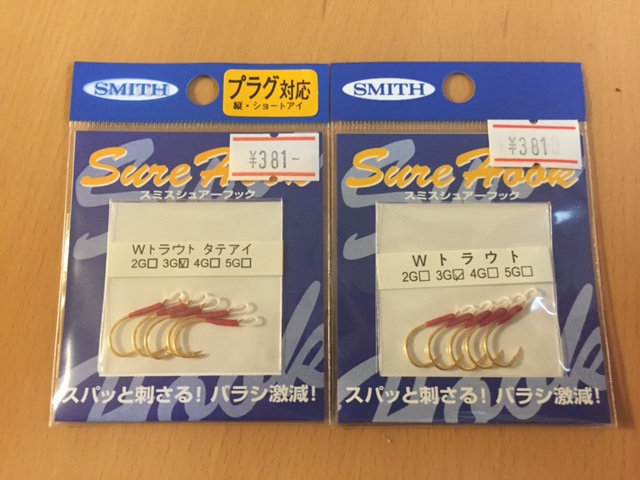 SMITH
プラグ対応
縦・ショートアイ
¥381-
Sure Hook
スミスシュアーフック
Wトラウト タテアイ
2G□ 3G☑ 4G□ 5G□
スパッと刺さる! バラシ激減!
SMITH
¥381
Sure Hook
スミスシュアーフック
Wトラウト
2G□ 3G☑ 4G□ 5G□
スパッと刺さる! バラシ激減!